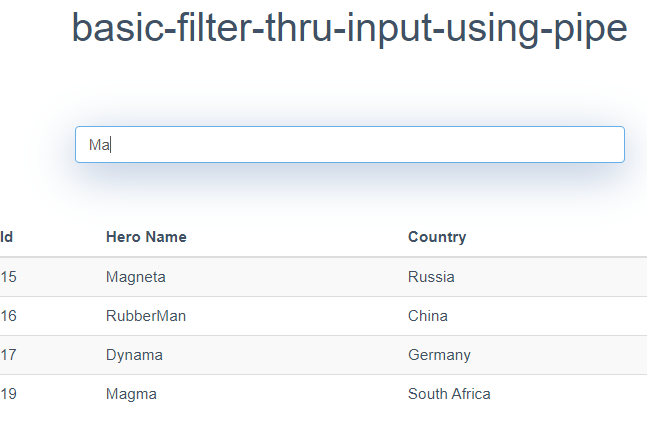 basic-filter-thru-input-using-pipe
Ma
Id Hero Name Country
15 Magneta Russia
16 RubberMan China
17 Dynama Germany
19 Magma South Africa